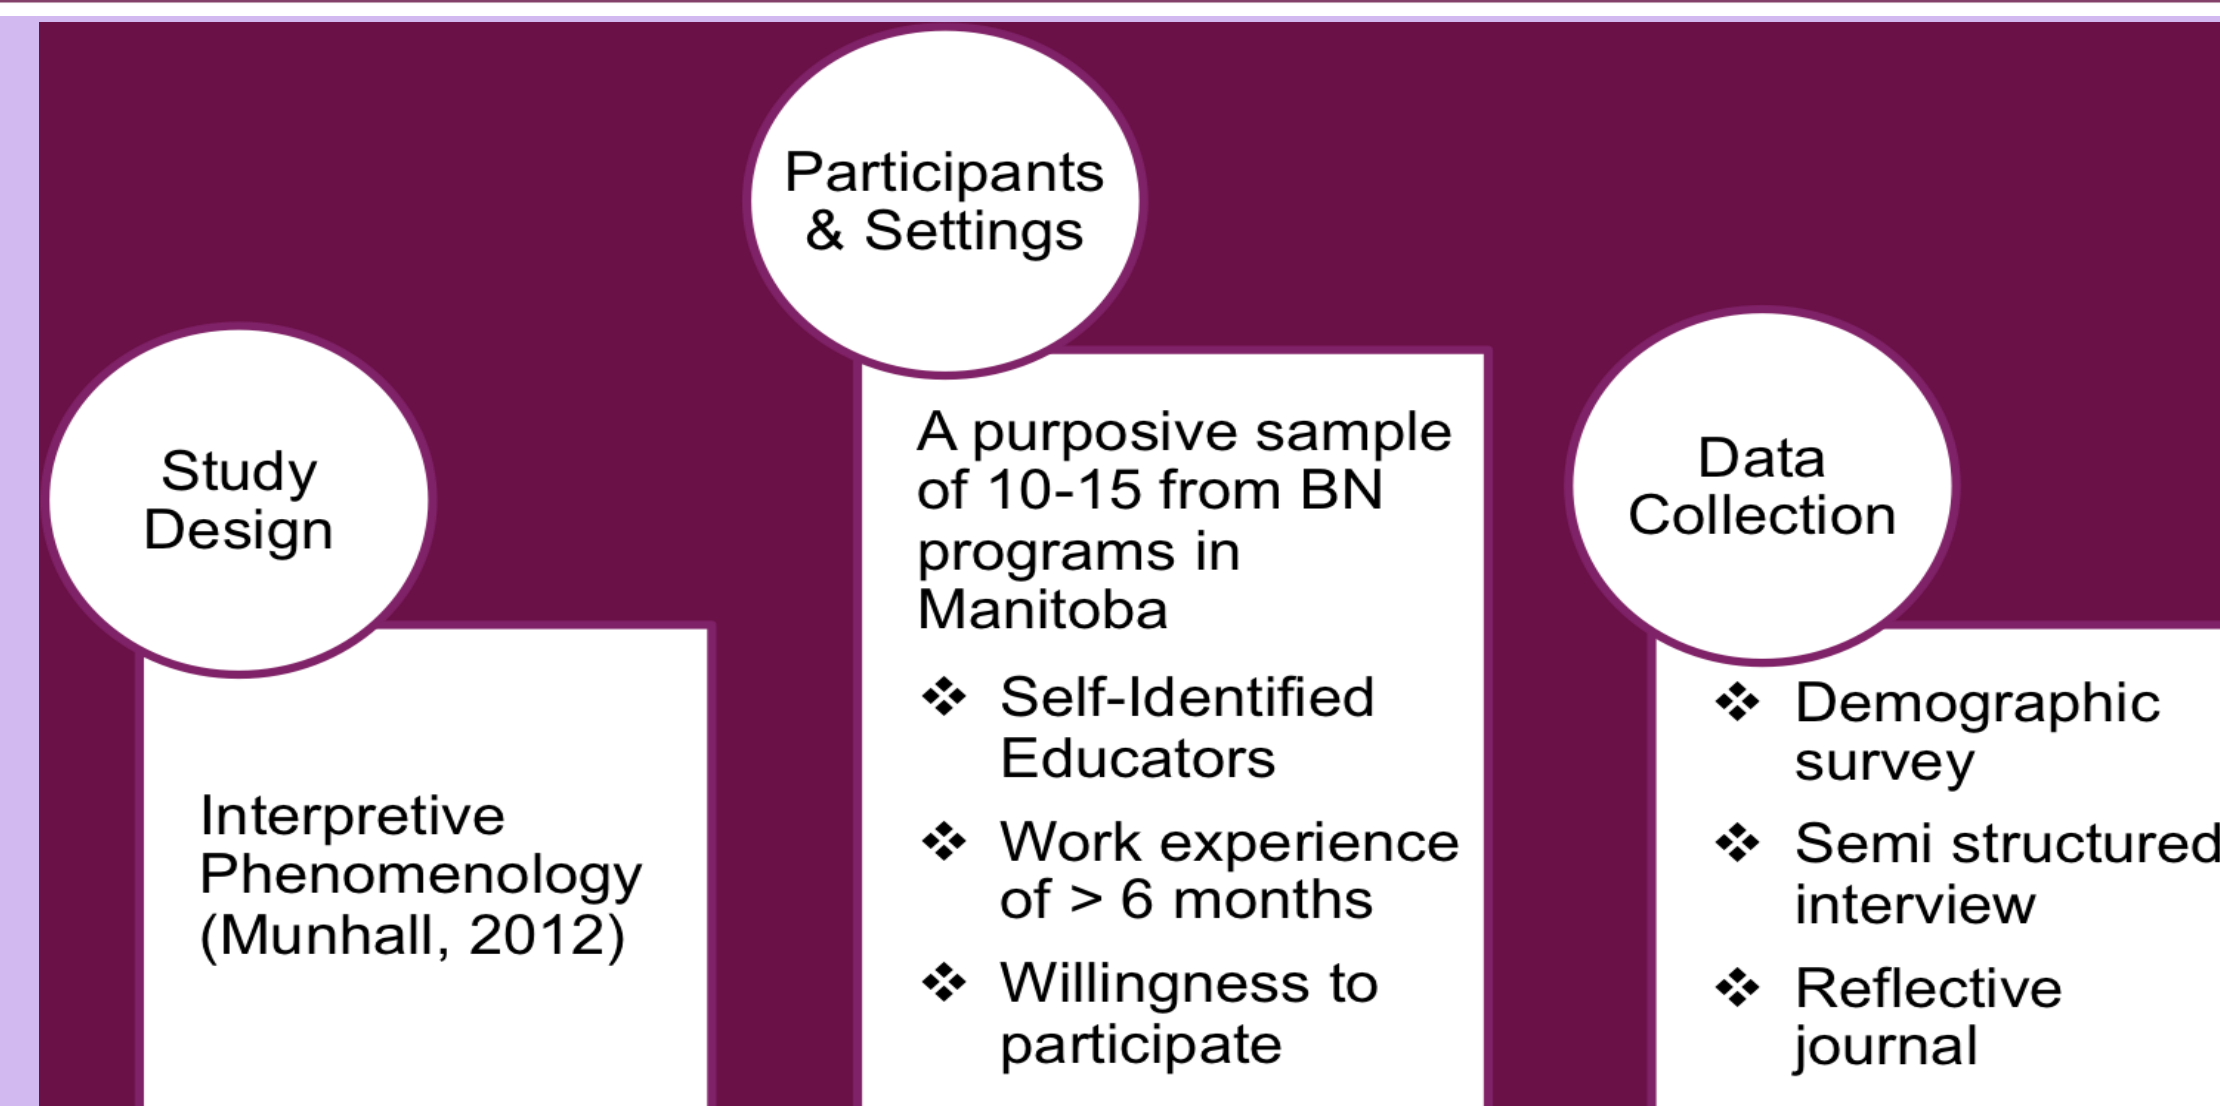 Study
Design
Interpretive
Phenomenology
(Munhall, 2012)
Participants
& Settings
A purposive sample
of 10-15 from BN
programs in
Manitoba
❖ Self-Identified
Educators
❖ Work experience
of > 6 months
❖ Willingness to
participate
Data
Collection
❖ Demographic
survey
❖ Semi structured
interview
❖ Reflective
journal